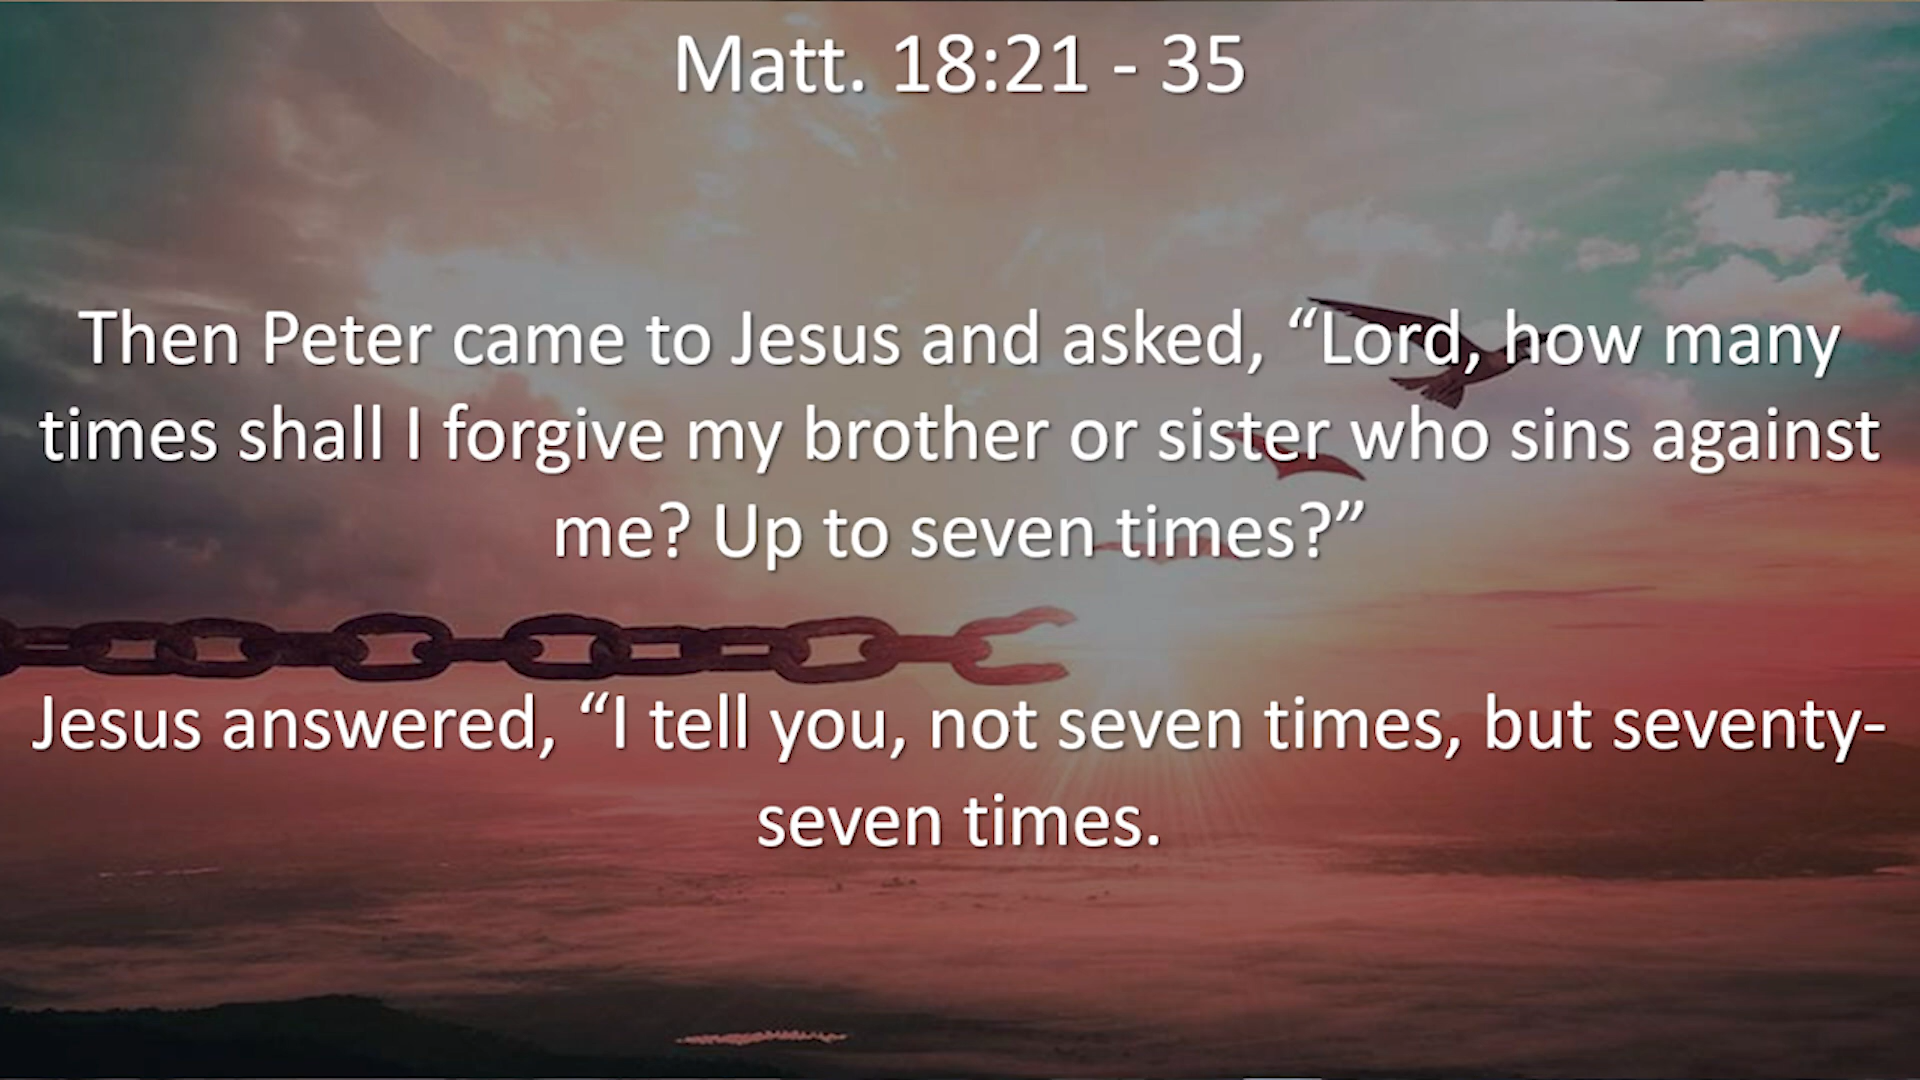 Matt. 18:21 - 35
Then Peter came to Jesus and asked, “Lord, how many
times shall I forgive my brother or sister who sins against
me? Up to seven times?”
Jesus answered, “I tell you, not seven times, but seventy-
seven times.